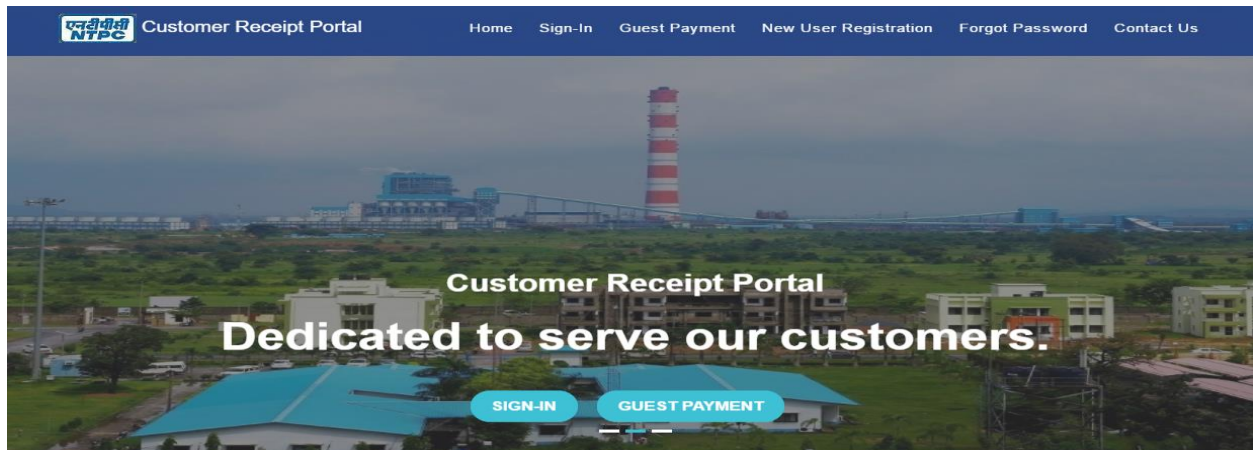 एनटीपीसी
NTPC
Customer Receipt Portal
Home Sign-In Guest Payment New User Registration Forgot Password Contact Us
Customer Receipt Portal
Dedicated to serve our customers.
SIGN-IN GUEST PAYMENT